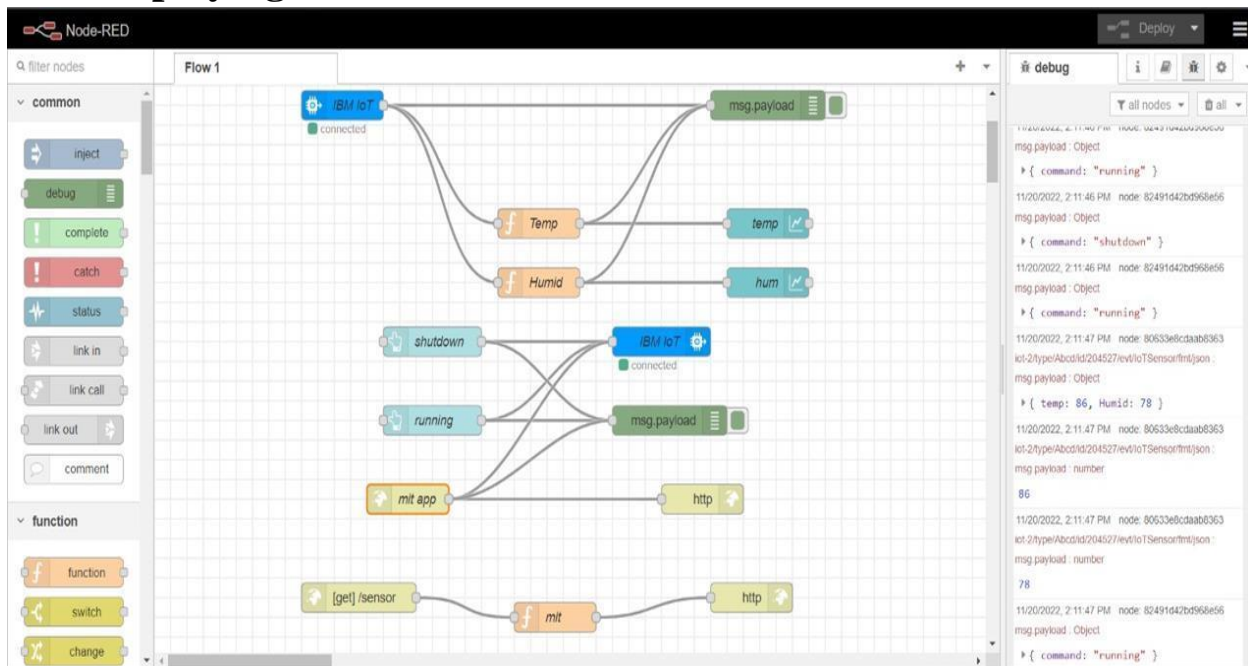 Node-RED
Deploy
filter nodes
Flow 1
debug
i
all nodes
all
common
inject
debug
complete
catch
status
link in
link call
link out
comment
function
function
switch
change
IBM IoT
connected
msg.payload
Temp
temp
Humid
hum
shutdown
IBM IoT
connected
running
msg.payload
mit app
http
[get] /sensor
mit
http
msg.payload : Object
{ command: "running" }
11/20/2022, 2:11:46 PM node: 82491d42bd968e56
msg.payload : Object
{ command: "shutdown" }
11/20/2022, 2:11:46 PM node: 82491d42bd968e56
msg.payload : Object
{ command: "running" }
11/20/2022, 2:11:47 PM node: 80633e8cdaab8363
iot-2/type/Abcd/id/204527/evt/IoTSensor/fmt/json :
msg.payload : Object
{ temp: 86, Humid: 78 }
11/20/2022, 2:11:47 PM node: 80633e8cdaab8363
iot-2/type/Abcd/id/204527/evt/IoTSensor/fmt/json :
msg.payload : number
86
11/20/2022, 2:11:47 PM node: 80633e8cdaab8363
iot-2/type/Abcd/id/204527/evt/IoTSensor/fmt/json :
msg.payload : number
78
11/20/2022, 2:11:47 PM node: 82491d42bd968e56
msg.payload : Object
{ command: "running" }